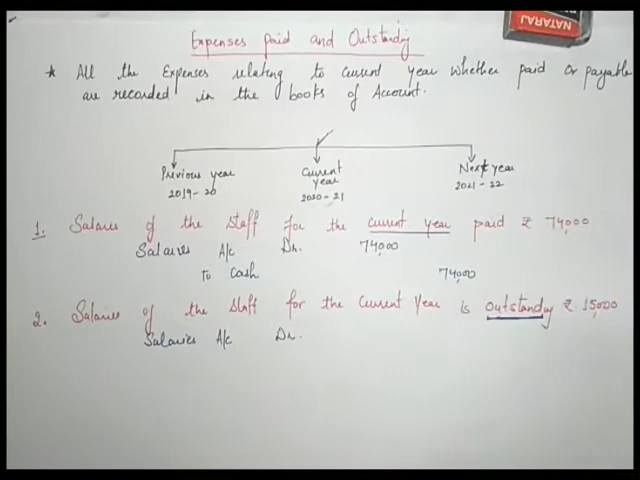 NATARAJ
Expenses Paid and Outstanding
* All the Expenses relating to current year whether paid or payable
are recorded in the books of Account.
Previous year Current year Next year
2019-20 2020-21 2021-22
1. Salaries of the staff for the current year paid ₹ 74,000
Salaries A/c Dr. 74,000
To cash 74,000
2. Salaries of the staff for the Current Year is outstanding ₹ 15,000
Salaries A/c Dr.